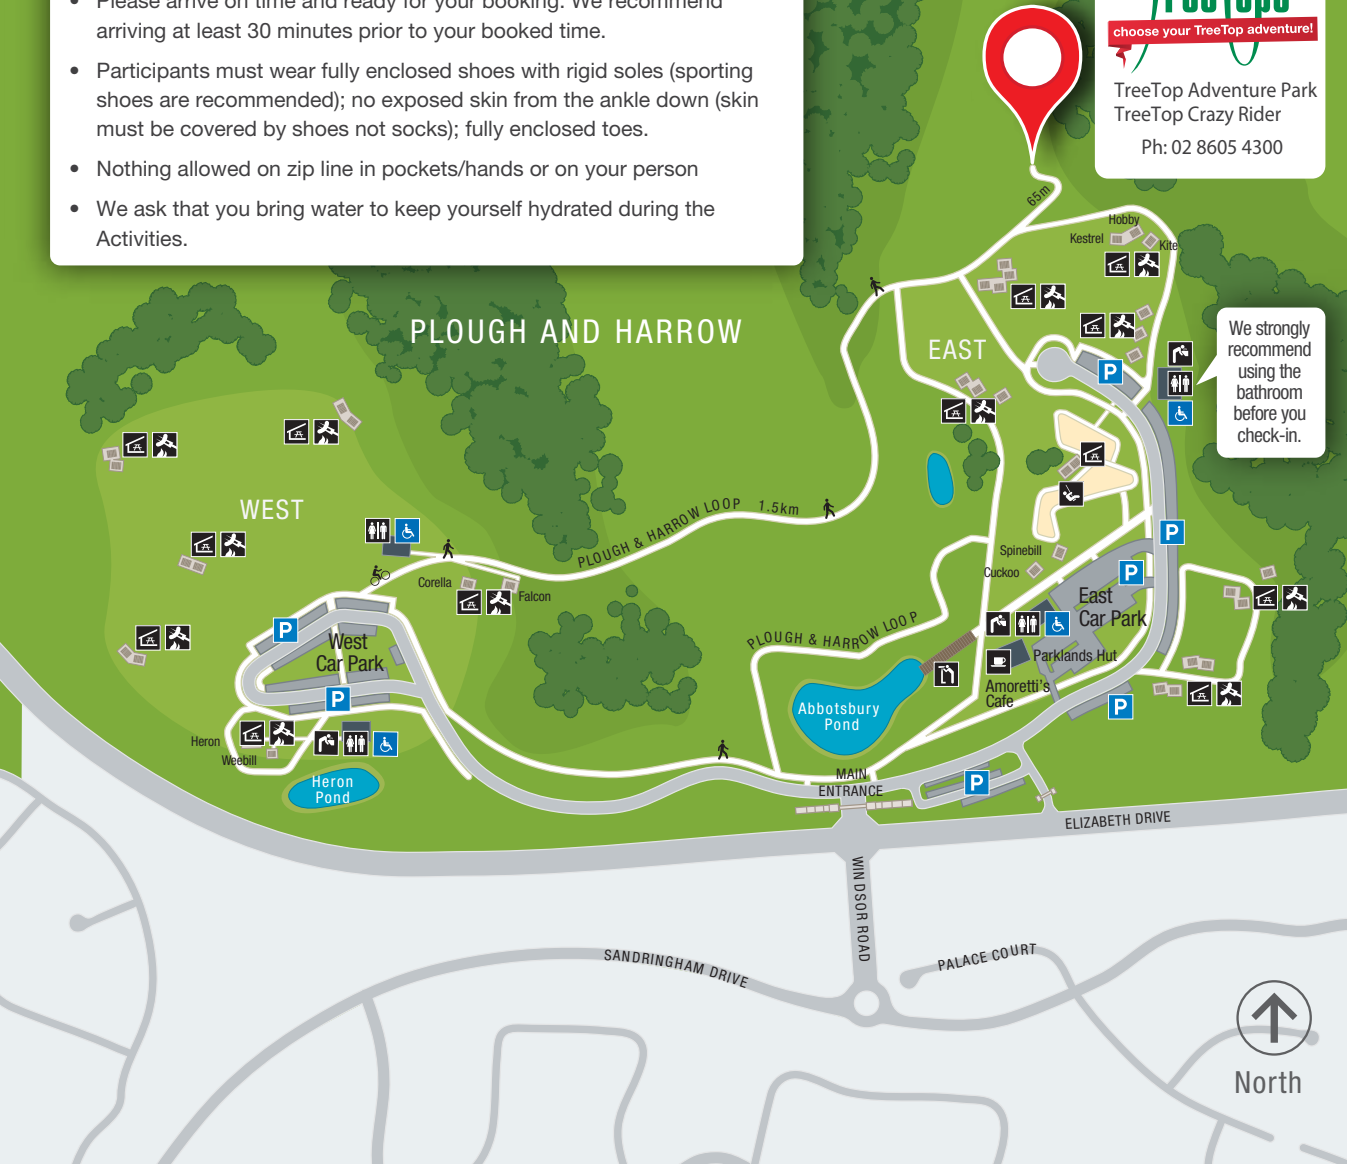 Please arrive on time and ready for your booking. We recommend
arriving at least 30 minutes prior to your booked time.
Participants must wear fully enclosed shoes with rigid soles (sporting
shoes are recommended); no exposed skin from the ankle down (skin
must be covered by shoes not socks); fully enclosed toes.
Nothing allowed on zip line in pockets/hands or on your person
We ask that you bring water to keep yourself hydrated during the
Activities.
TreeTops
choose your TreeTop adventure!
TreeTop Adventure Park
TreeTop Crazy Rider
Ph: 02 8605 4300
65m
Hobby
Kestrel
Kite
PLOUGH AND HARROW
EAST
P
We strongly
recommend
using the
bathroom
before you
check-in.
WEST
PLOUGH & HARROW LOOP 1.5km
P
Spinebill
Cuckoo
P
Corella
Falcon
East
Car Park
P
West
Car Park
PLOUGH & HARROW LOOP
Parklands Hut
Amoretti's
Cafe
P
P
Abbotsbury
Pond
Heron
Weebill
Heron
Pond
MAIN
ENTRANCE
P
ELIZABETH DRIVE
WINDSOR ROAD
SANDRINGHAM DRIVE
PALACE COURT
North